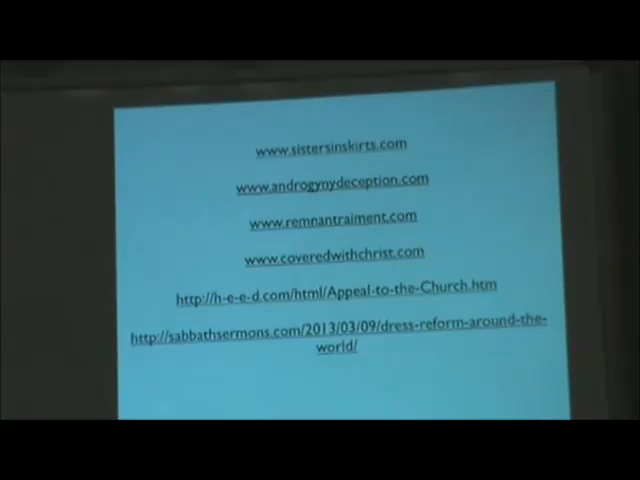 www.sistersinskirts.com
www.androgynydeception.com
www.remnantraiment.com
www.coveredwithchrist.com
http://h-e-e-d.com/html/Appeal-to-the-Church.htm
http://sabbathsermons.com/2013/03/09/dress-reform-around-the-
world/